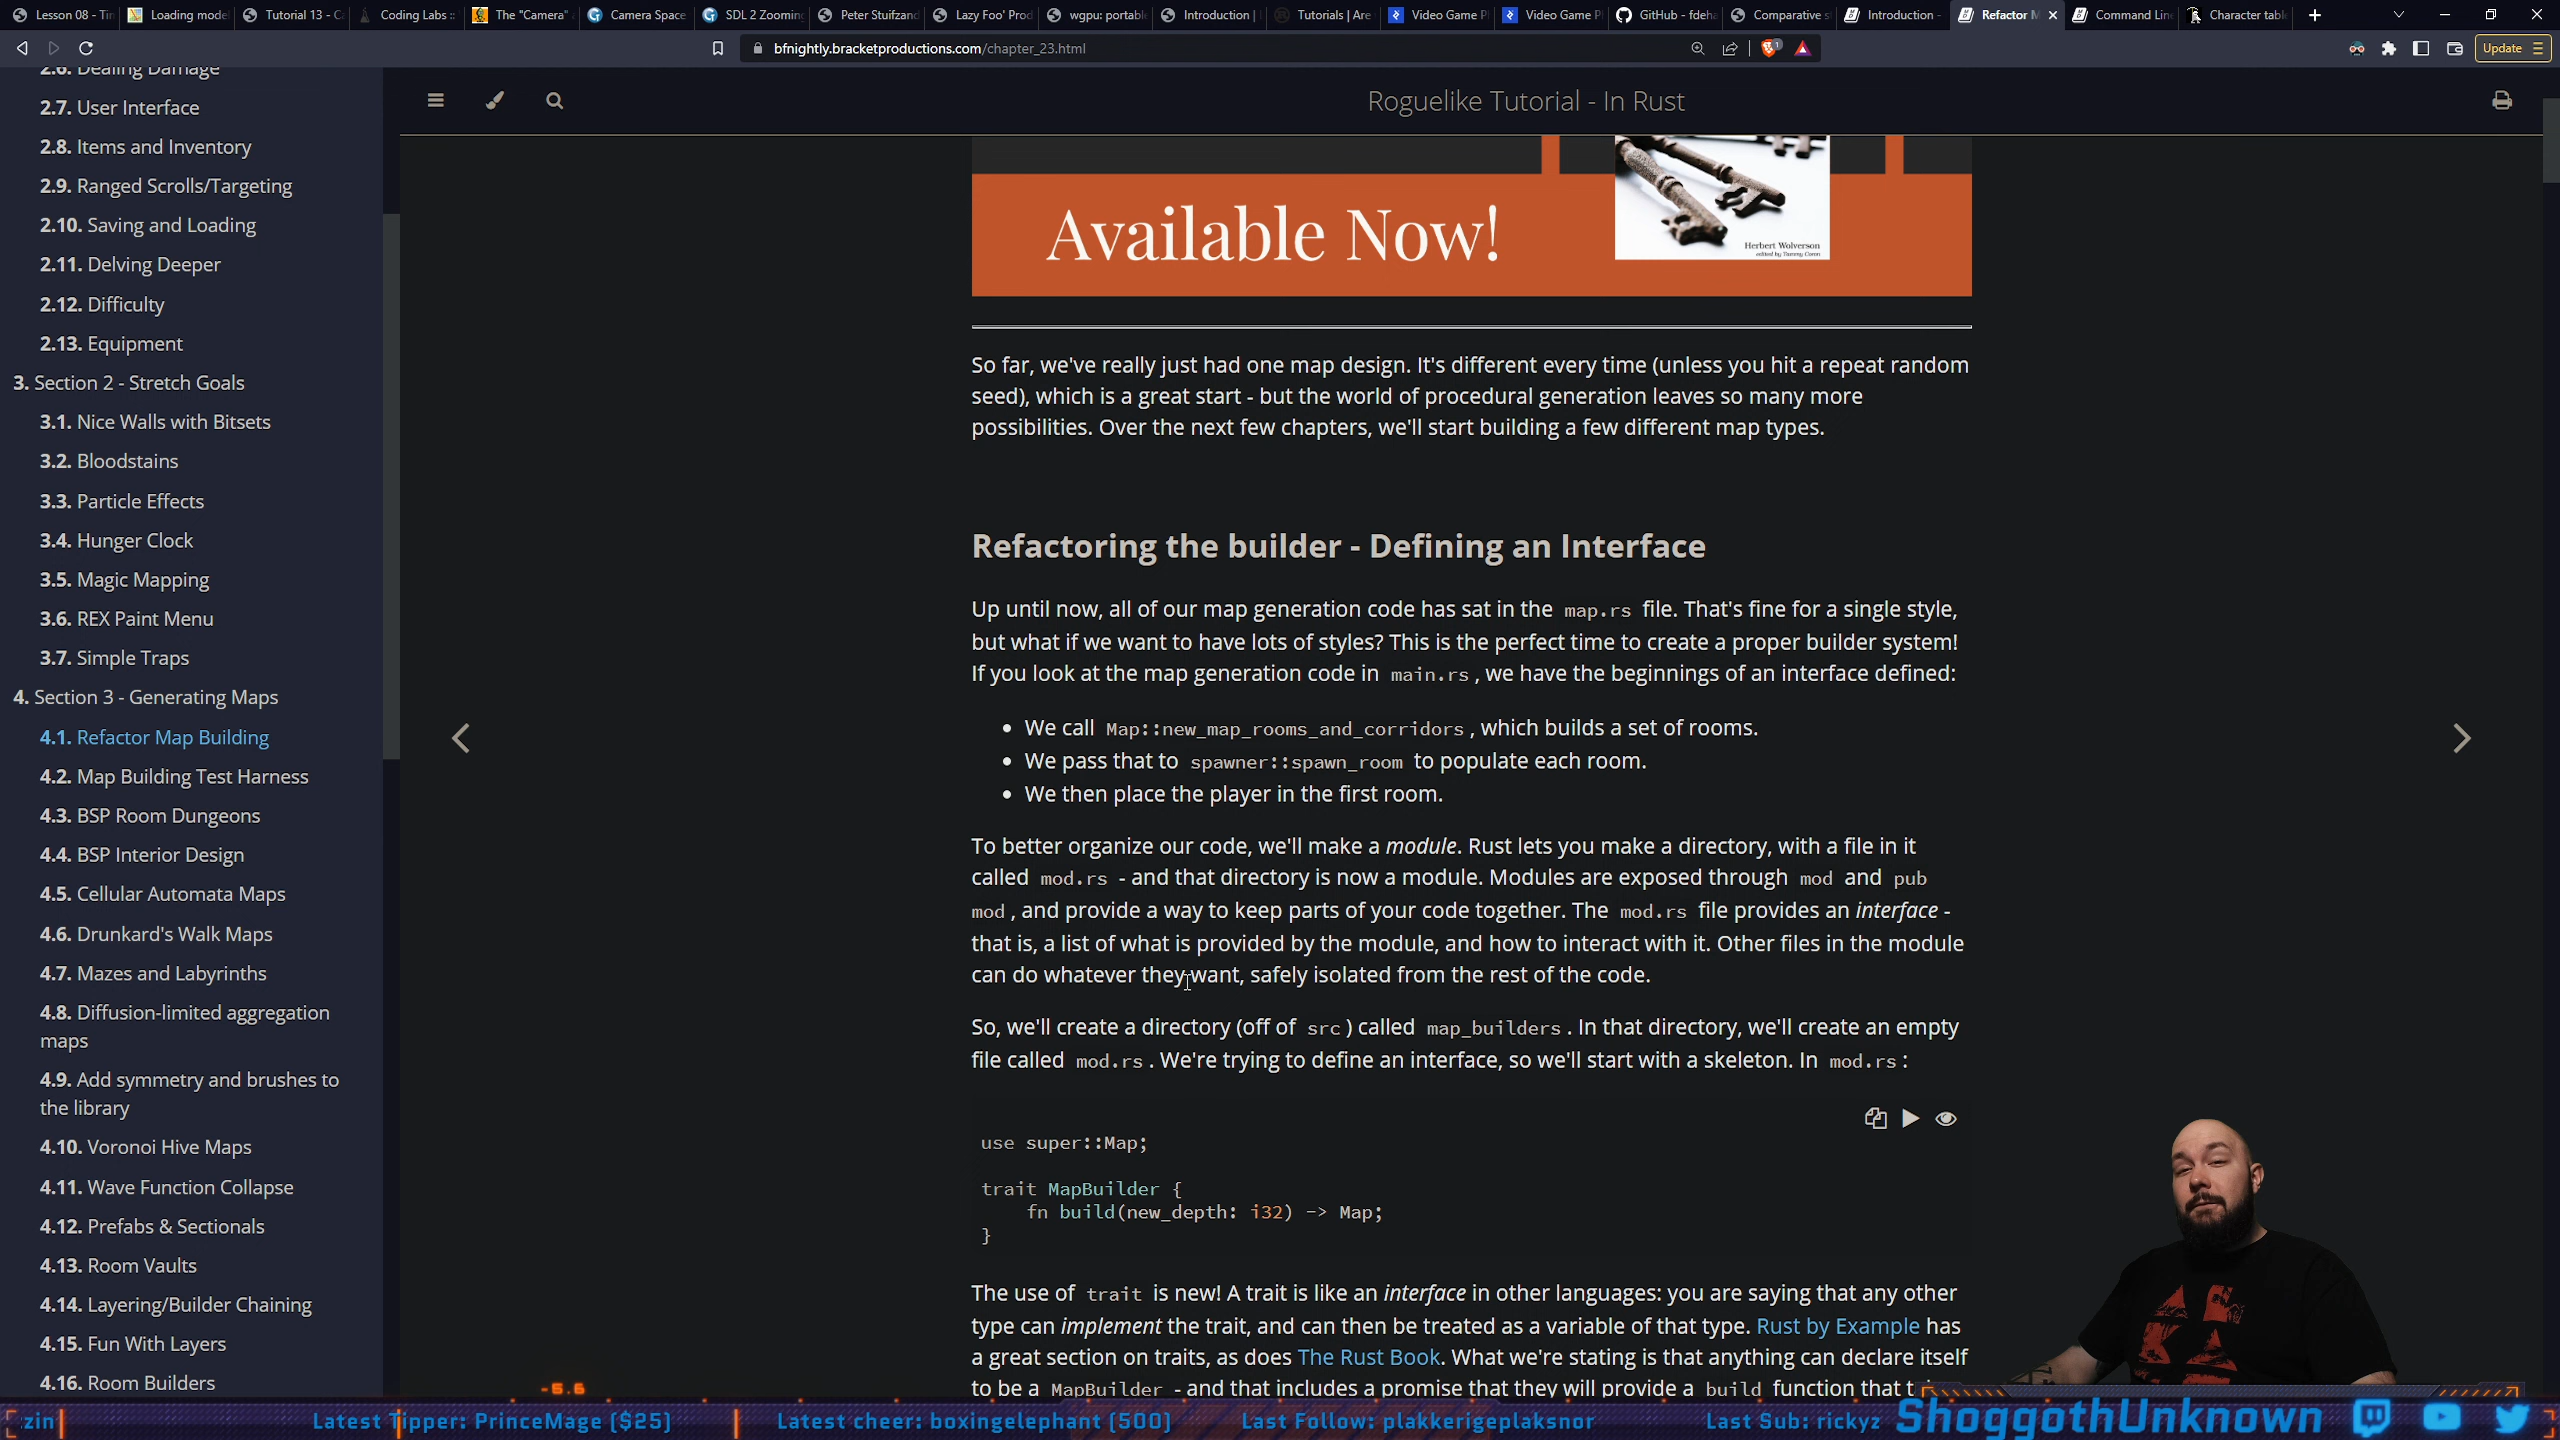 Lesson 08 - Tin
Loading mode
Tutorial 13 - C
Coding Labs ::
The "Camera"
Camera Space
SDL 2 Zooming
Peter Stuifzand
Lazy Foo' Prod
wgpu: portabl
Introduction |
Tutorials | Are
Video Game P
Video Game P
GitHub - fdeha
Comparative s
Introduction -
Refactor M
Command Lin
Character tabl
bfnightly.bracketproductions.com/chapter_23.html
Update
2.6. Dealing Damage
2.7. User Interface
2.8. Items and Inventory
2.9. Ranged Scrolls/Targeting
2.10. Saving and Loading
2.11. Delving Deeper
2.12. Difficulty
2.13. Equipment
3. Section 2 - Stretch Goals
3.1. Nice Walls with Bitsets
3.2. Bloodstains
3.3. Particle Effects
3.4. Hunger Clock
3.5. Magic Mapping
3.6. REX Paint Menu
3.7. Simple Traps
4. Section 3 - Generating Maps
4.1. Refactor Map Building
4.2. Map Building Test Harness
4.3. BSP Room Dungeons
4.4. BSP Interior Design
4.5. Cellular Automata Maps
4.6. Drunkard's Walk Maps
4.7. Mazes and Labyrinths
4.8. Diffusion-limited aggregation
maps
4.9. Add symmetry and brushes to
the library
4.10. Voronoi Hive Maps
4.11. Wave Function Collapse
4.12. Prefabs & Sectionals
4.13. Room Vaults
4.14. Layering/Builder Chaining
4.15. Fun With Layers
4.16. Room Builders
Roguelike Tutorial - In Rust
Available Now!
Herbert Wolverson
edited by Tammy Coron
So far, we've really just had one map design. It's different every time (unless you hit a repeat random
seed), which is a great start - but the world of procedural generation leaves so many more
possibilities. Over the next few chapters, we'll start building a few different map types.
Refactoring the builder - Defining an Interface
Up until now, all of our map generation code has sat in the map.rs file. That's fine for a single style,
but what if we want to have lots of styles? This is the perfect time to create a proper builder system!
If you look at the map generation code in main.rs, we have the beginnings of an interface defined:
• We call Map::new_map_rooms_and_corridors, which builds a set of rooms.
• We pass that to spawner::spawn_room to populate each room.
• We then place the player in the first room.
To better organize our code, we'll make a module. Rust lets you make a directory, with a file in it
called mod.rs - and that directory is now a module. Modules are exposed through mod and pub
mod, and provide a way to keep parts of your code together. The mod.rs file provides an interface -
that is, a list of what is provided by the module, and how to interact with it. Other files in the module
can do whatever they want, safely isolated from the rest of the code.
So, we'll create a directory (off of src) called map_builders. In that directory, we'll create an empty
file called mod.rs. We're trying to define an interface, so we'll start with a skeleton. In mod.rs:
use super::Map;
trait MapBuilder {
fn build(new_depth: i32) -> Map;
}
The use of trait is new! A trait is like an interface in other languages: you are saying that any other
type can implement the trait, and can then be treated as a variable of that type. Rust by Example has
a great section on traits, as does The Rust Book. What we're stating is that anything can declare itself
to be a MapBuilder - and that includes a promise that they will provide a build function that t
-5.6
zin
Latest Tipper: PrinceMage ($25)
Latest cheer: boxingelephant (500)
Last Follow: plakkerigeplaksnor
Last Sub: rickyz
ShoggothUnknown